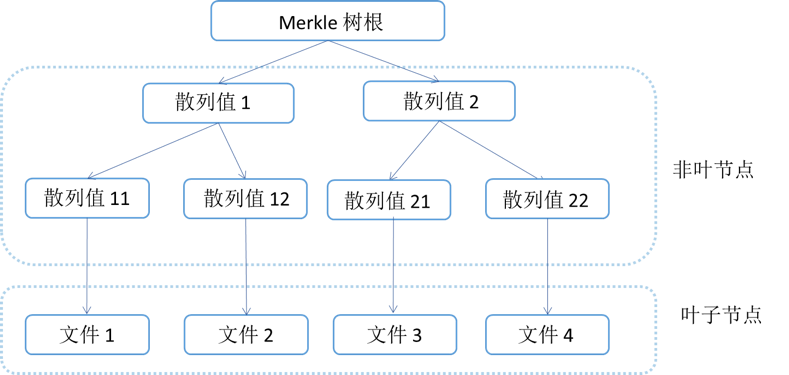 Merkle 树根
散列值 1
散列值 2
散列值 11
散列值 12
散列值 21
散列值 22
非叶节点
文件 1
文件 2
文件 3
文件 4
叶子节点